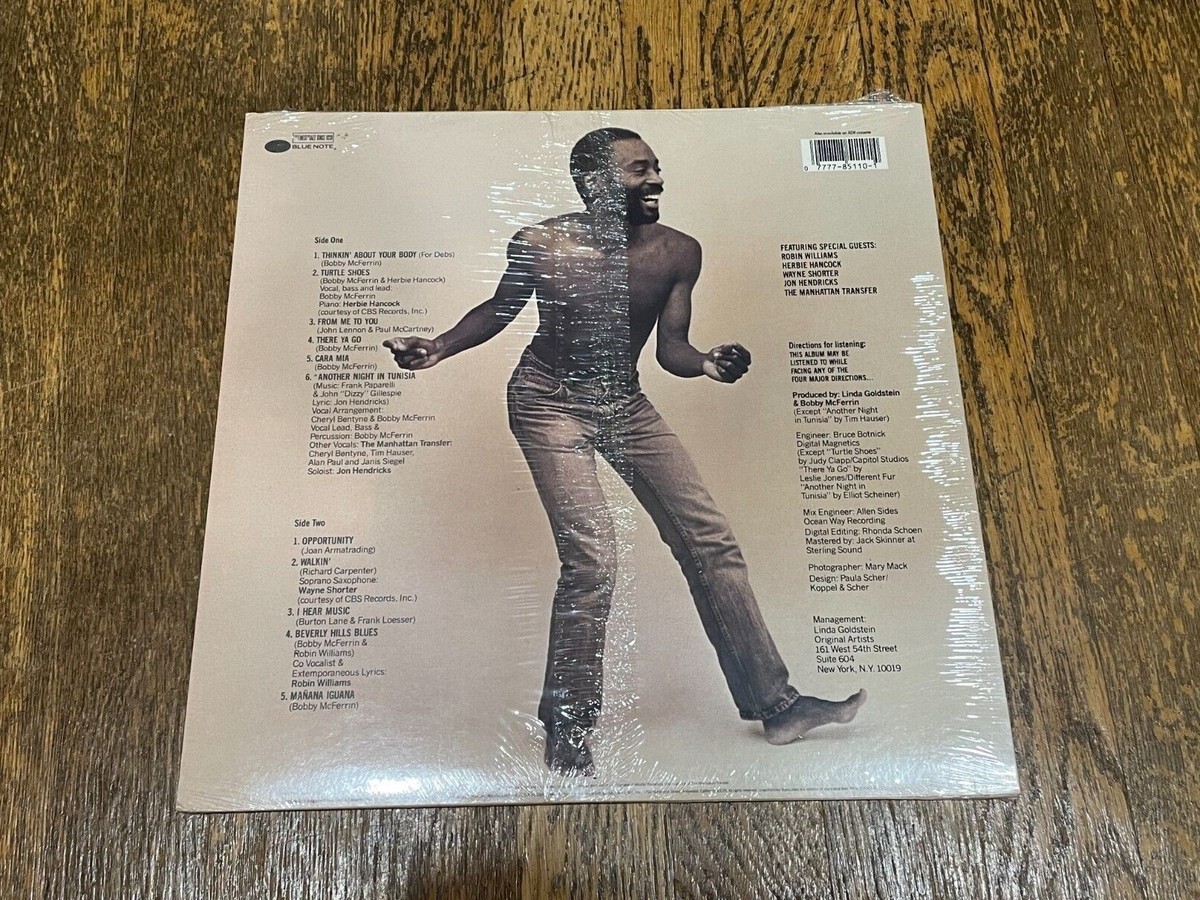 BLUE NOTE
Also available on XDR cassette
0 7777-85110-1
Side One
1. THINKIN' ABOUT YOUR BODY (For Debs)
(Bobby McFerrin)
2. TURTLE SHOES
(Bobby McFerrin & Herbie Hancock)
Vocal, bass and lead:
Bobby McFerrin
Piano: Herbie Hancock
(courtesy of CBS Records, Inc.)
3. FROM ME TO YOU
(John Lennon & Paul McCartney)
4. THERE YA GO
(Bobby McFerrin)
5. CARA MIA
(Bobby McFerrin)
6. *ANOTHER NIGHT IN TUNISIA
(Music: Frank Paparelli
& John "Dizzy" Gillespie
Lyric: Jon Hendricks)
Vocal Arrangement:
Cheryl Bentyne & Bobby McFerrin
Vocal Lead, Bass &
Percussion: Bobby McFerrin
Other Vocals: The Manhattan Transfer:
Cheryl Bentyne, Tim Hauser,
Alan Paul and Janis Siegel
Soloist: Jon Hendricks
Side Two
1. OPPORTUNITY
(Joan Armatrading)
2. WALKIN'
(Richard Carpenter)
Soprano Saxophone:
Wayne Shorter
(courtesy of CBS Records, Inc.)
3. I HEAR MUSIC
(Burton Lane & Frank Loesser)
4. BEVERLY HILLS BLUES
(Bobby McFerrin &
Robin Williams)
Co Vocalist &
Extemporaneous Lyrics:
Robin Williams
5. MAÑANA IGUANA
(Bobby McFerrin)
FEATURING SPECIAL GUESTS:
ROBIN WILLIAMS
HERBIE HANCOCK
WAYNE SHORTER
JON HENDRICKS
THE MANHATTAN TRANSFER
Directions for listening:
THIS ALBUM MAY BE
LISTENED TO WHILE
FACING ANY OF THE
FOUR MAJOR DIRECTIONS...
Produced by: Linda Goldstein
& Bobby McFerrin
(Except "Another Night
in Tunisia" by Tim Hauser)
Engineer: Bruce Botnick
Digital Magnetics
(Except "Turtle Shoes"
by Judy Clapp/Capitol Studios
"There Ya Go" by
Leslie Jones/Different Fur
"Another Night in
Tunisia" by Elliot Scheiner)
Mix Engineer: Allen Sides
Ocean Way Recording
Digital Editing: Rhonda Schoen
Mastered by: Jack Skinner at
Sterling Sound
Photographer: Mary Mack
Design: Paula Scher/
Koppel & Scher
Management:
Linda Goldstein
Original Artists
161 West 54th Street
Suite 604
New York, N.Y. 10019